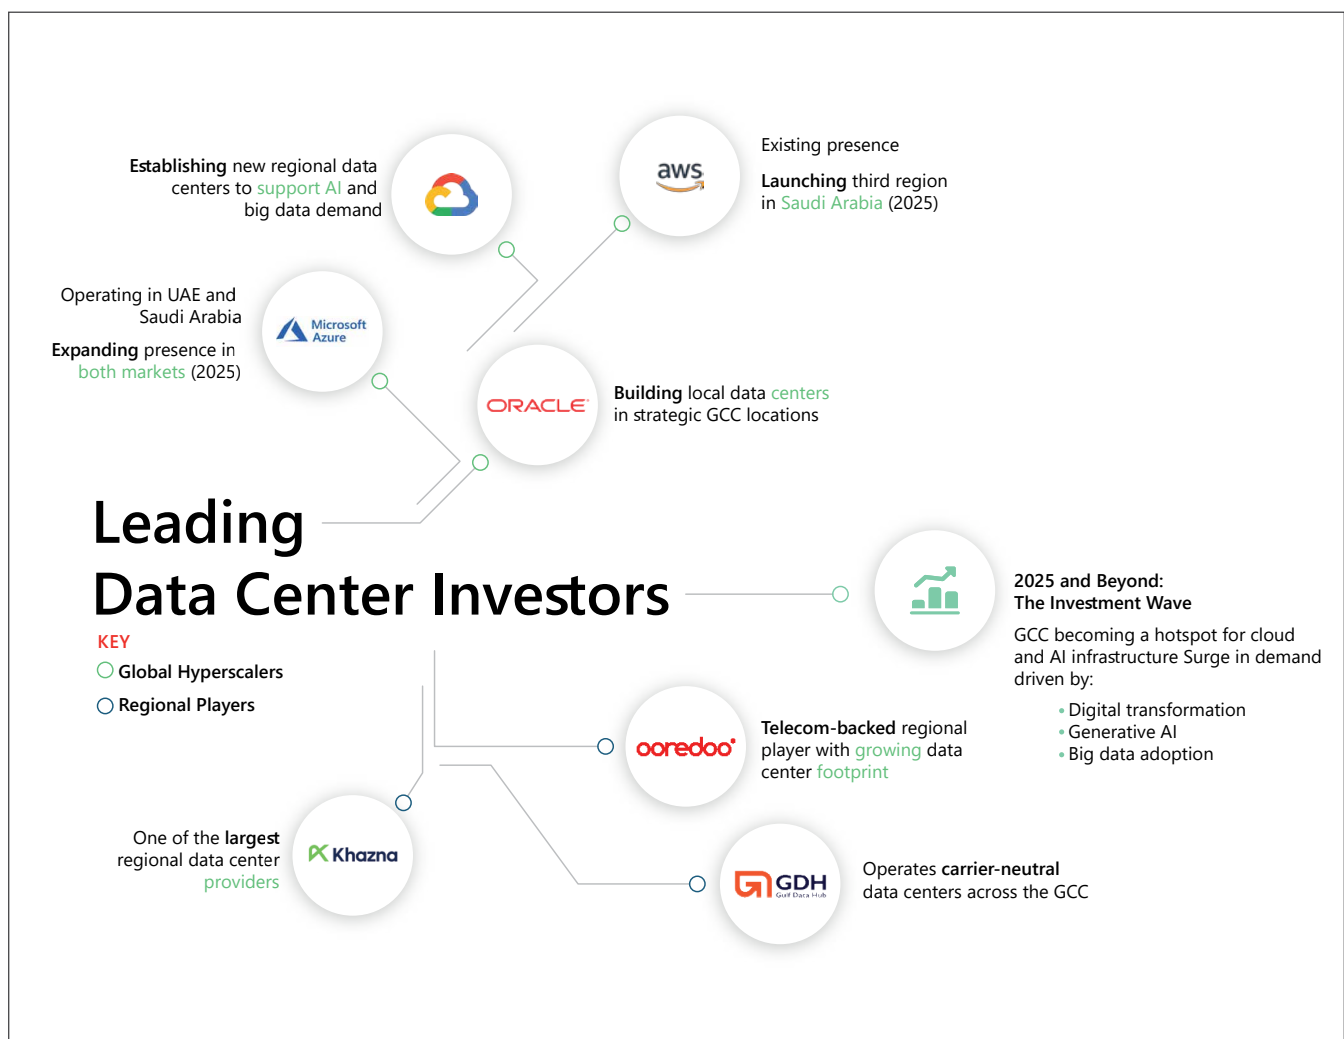 Establishing new regional data
centers to support AI and
big data demand
aws
Existing presence
Launching third region
in Saudi Arabia (2025)
Operating in UAE and
Saudi Arabia
Expanding presence in
both markets (2025)
Microsoft
Azure
ORACLE
Building local data centers
in strategic GCC locations
Leading
Data Center Investors
KEY
Global Hyperscalers
Regional Players
2025 and Beyond:
The Investment Wave
GCC becoming a hotspot for cloud
and AI infrastructure Surge in demand
driven by:
• Digital transformation
• Generative AI
• Big data adoption
ooredoo
Telecom-backed regional
player with growing data
center footprint
One of the largest
regional data center
providers
Khazna
GDH
Gulf Data Hub
Operates carrier-neutral
data centers across the GCC